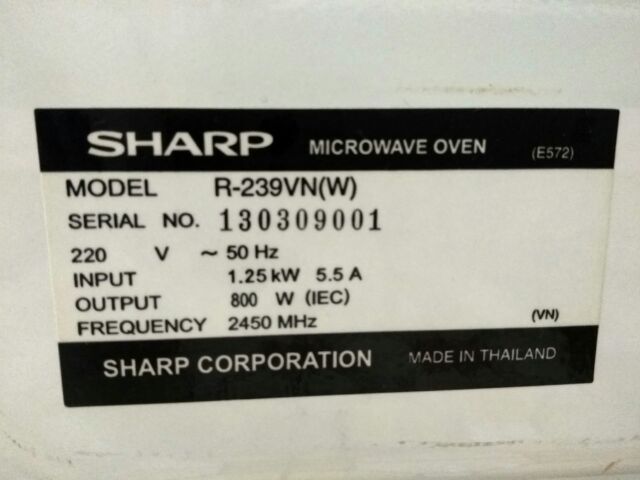 SHARP MICROWAVE OVEN (E572)
MODEL R-239VN(W)
SERIAL NO. 130309001
220 V ~ 50 Hz
INPUT 1.25 kW 5.5 A
OUTPUT 800 W (IEC)
FREQUENCY 2450 MHz (VN)
SHARP CORPORATION MADE IN THAILAND